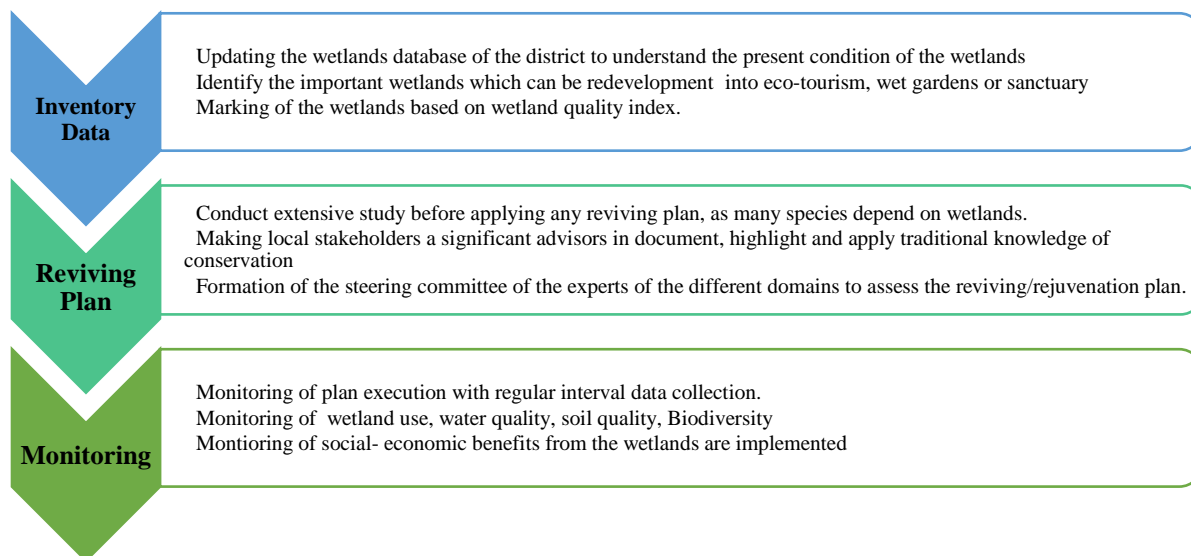 Inventory
Data
Updating the wetlands database of the district to understand the present condition of the wetlands
Identify the important wetlands which can be redevelopment into eco-tourism, wet gardens or sanctuary
Marking of the wetlands based on wetland quality index.
Reviving
Plan
Conduct extensive study before applying any reviving plan, as many species depend on wetlands.
Making local stakeholders a significant advisors in document, highlight and apply traditional knowledge of
conservation
Formation of the steering committee of the experts of the different domains to assess the reviving/rejuvenation plan.
Monitoring
Monitoring of plan execution with regular interval data collection.
Monitoring of wetland use, water quality, soil quality, Biodiversity
Montioring of social- economic benefits from the wetlands are implemented